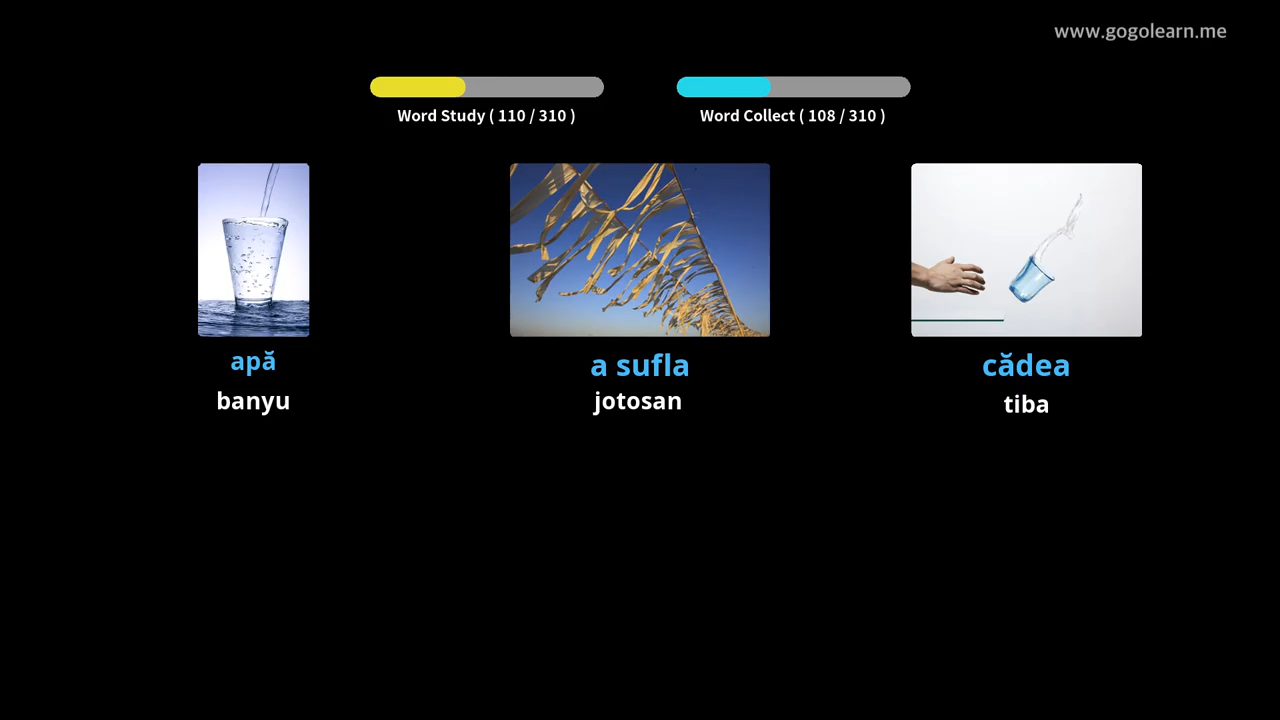 www.gogolearn.me
Word Study ( 110 / 310 )
Word Collect ( 108 / 310 )
apă
a sufla
cădea
banyu
jotosan
tiba